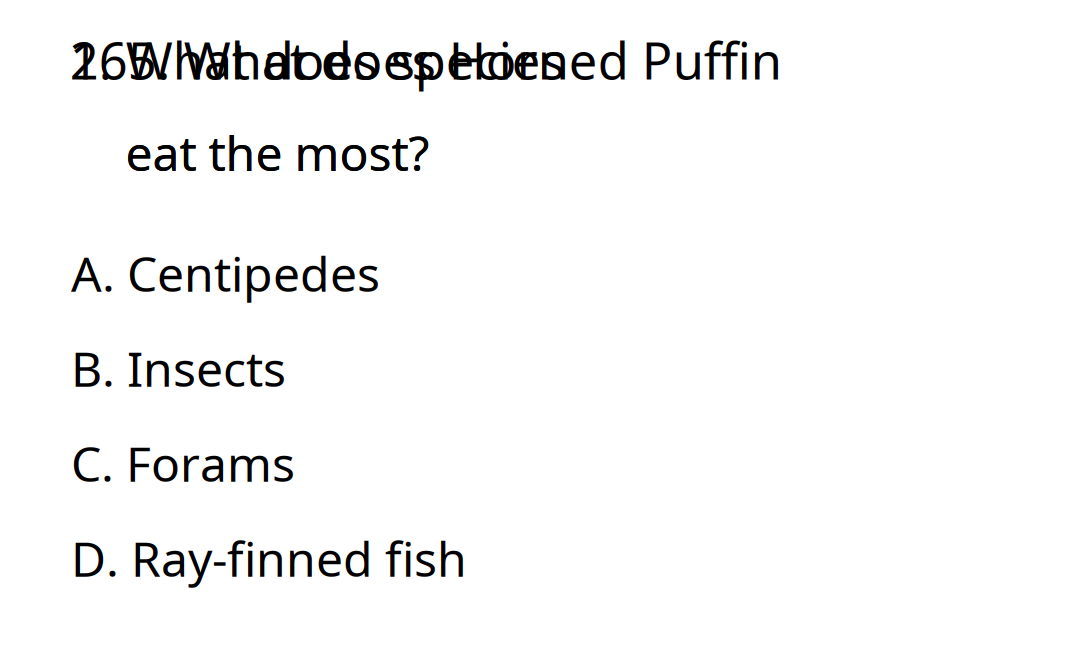 265. What does Horned Puffin
eat the most?
A. Centipedes
B. Insects
C. Forams
D. Ray-finned fish